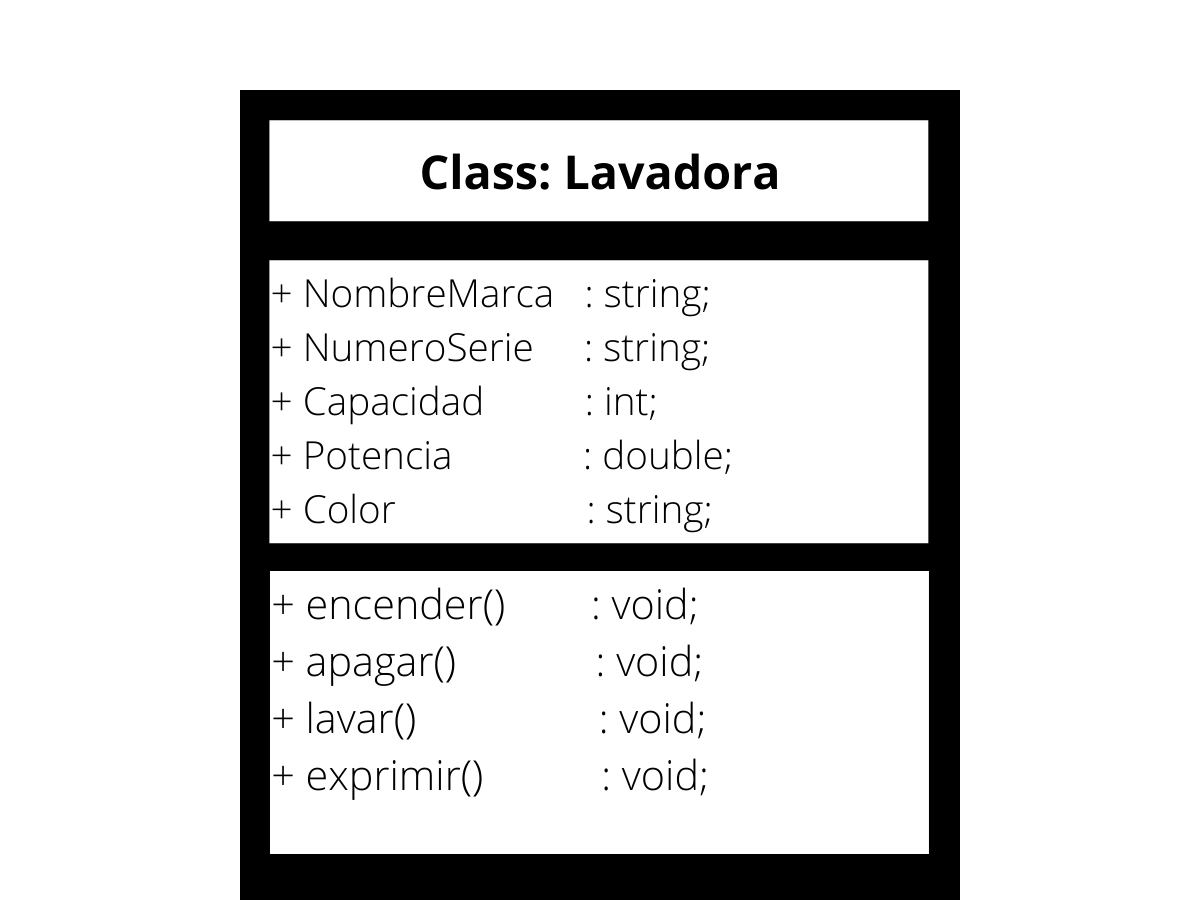 Class: Lavadora
+ NombreMarca : string;
+ NumeroSerie : string;
+ Capacidad : int;
+ Potencia : double;
+ Color : string;
+ encender() : void;
+ apagar() : void;
+ lavar() : void;
+ exprimir() : void;